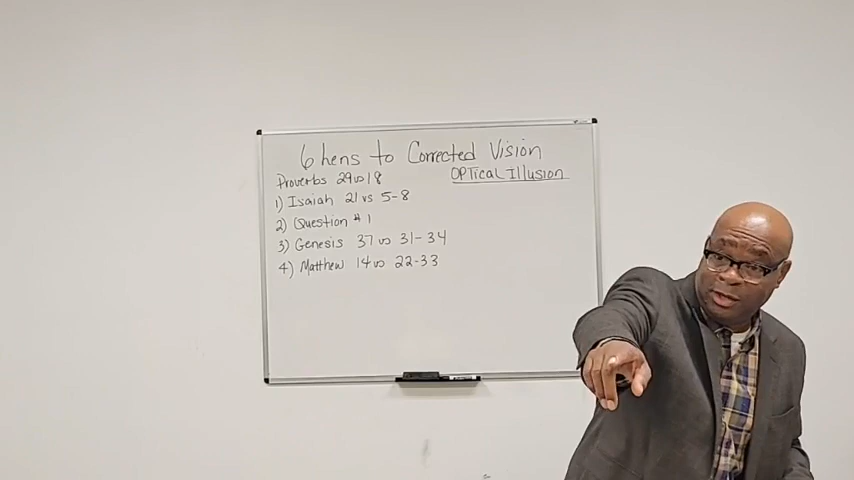 6 Lens to Corrected Vision
Proverbs 29 vs 18
OPTical Illusion
1) Isaiah 21 vs 5-8
2) Question # 1
3) Genesis 37 vs 31-34
4) Matthew 14 vs 22-33